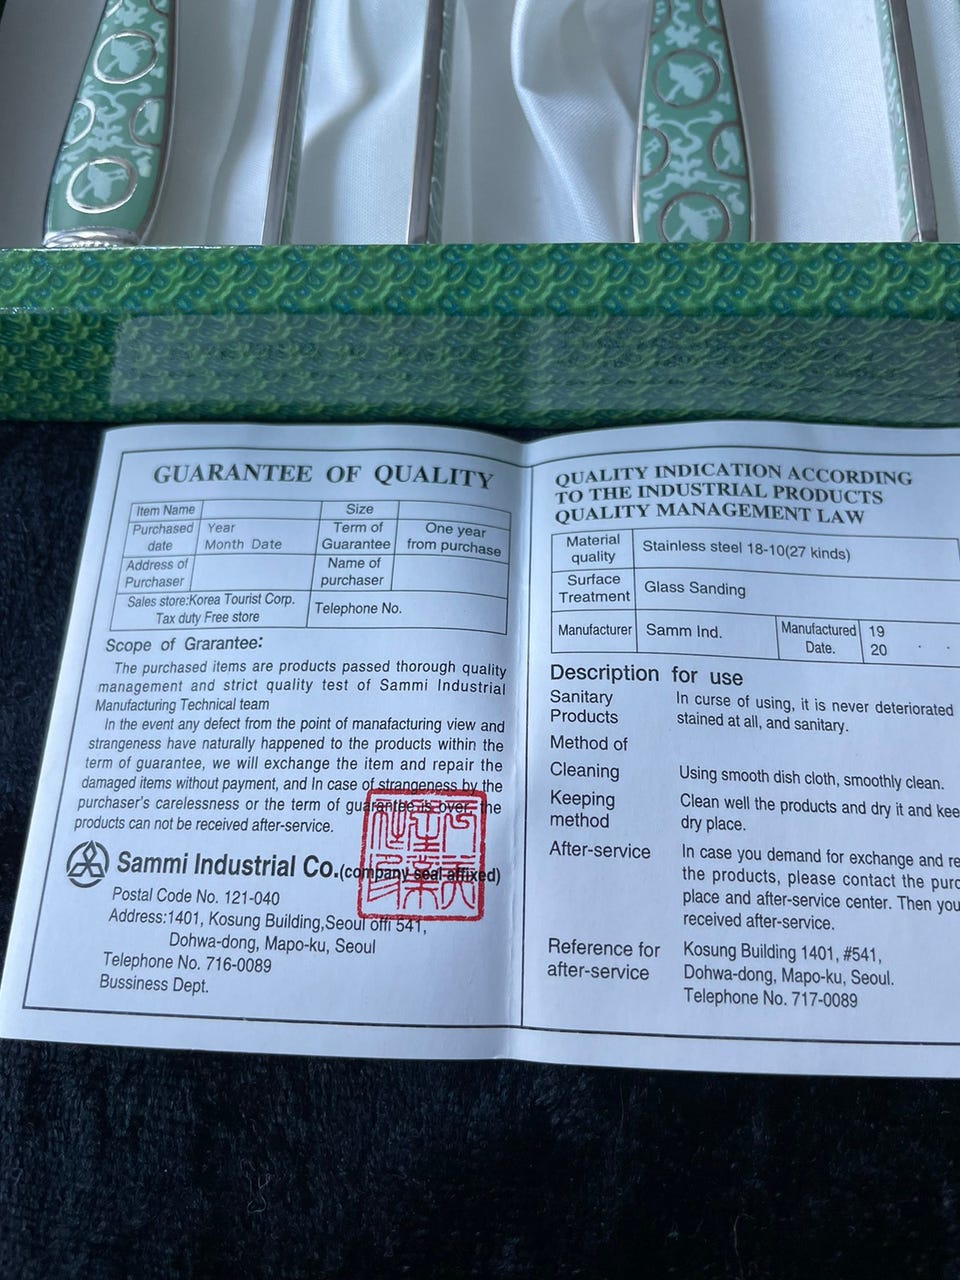 GUARANTEE OF QUALITY
Item Name
Size
Purchased date
Year
Month Date
Term of Guarantee
One year from purchase
Address of Purchaser
Name of purchaser
Sales store:Korea Tourist Corp.
Tax duty Free store
Telephone No.
Scope of Grarantee:
The purchased items are products passed thorough quality
management and strict quality test of Sammi Industrial
Manufacturing Technical team
In the event any defect from the point of manafacturing view and
strangeness have naturally happened to the products within the
term of guarantee, we will exchange the item and repair the
damaged items without payment, and In case of strangeness by the
purchaser's carelessness or the term of guarantee is over the
products can not be received after-service.
Sammi Industrial Co.(company seal affixed)
Postal Code No. 121-040
Address:1401, Kosung Building,Seoul offi 541,
Dohwa-dong, Mapo-ku, Seoul
Telephone No. 716-0089
Bussiness Dept.
QUALITY INDICATION ACCORDING
TO THE INDUSTRIAL PRODUCTS
QUALITY MANAGEMENT LAW
Material quality
Stainless steel 18-10(27 kinds)
Surface Treatment
Glass Sanding
Manufacturer
Samm Ind.
Manufactured Date.
19
20 . .
Description for use
Sanitary Products
In curse of using, it is never deteriorated
stained at all, and sanitary.
Method of
Cleaning
Using smooth dish cloth, smoothly clean.
Keeping method
Clean well the products and dry it and kee
dry place.
After-service
In case you demand for exchange and re
the products, please contact the purc
place and after-service center. Then you
received after-service.
Reference for after-service
Kosung Building 1401, #541,
Dohwa-dong, Mapo-ku, Seoul.
Telephone No. 717-0089